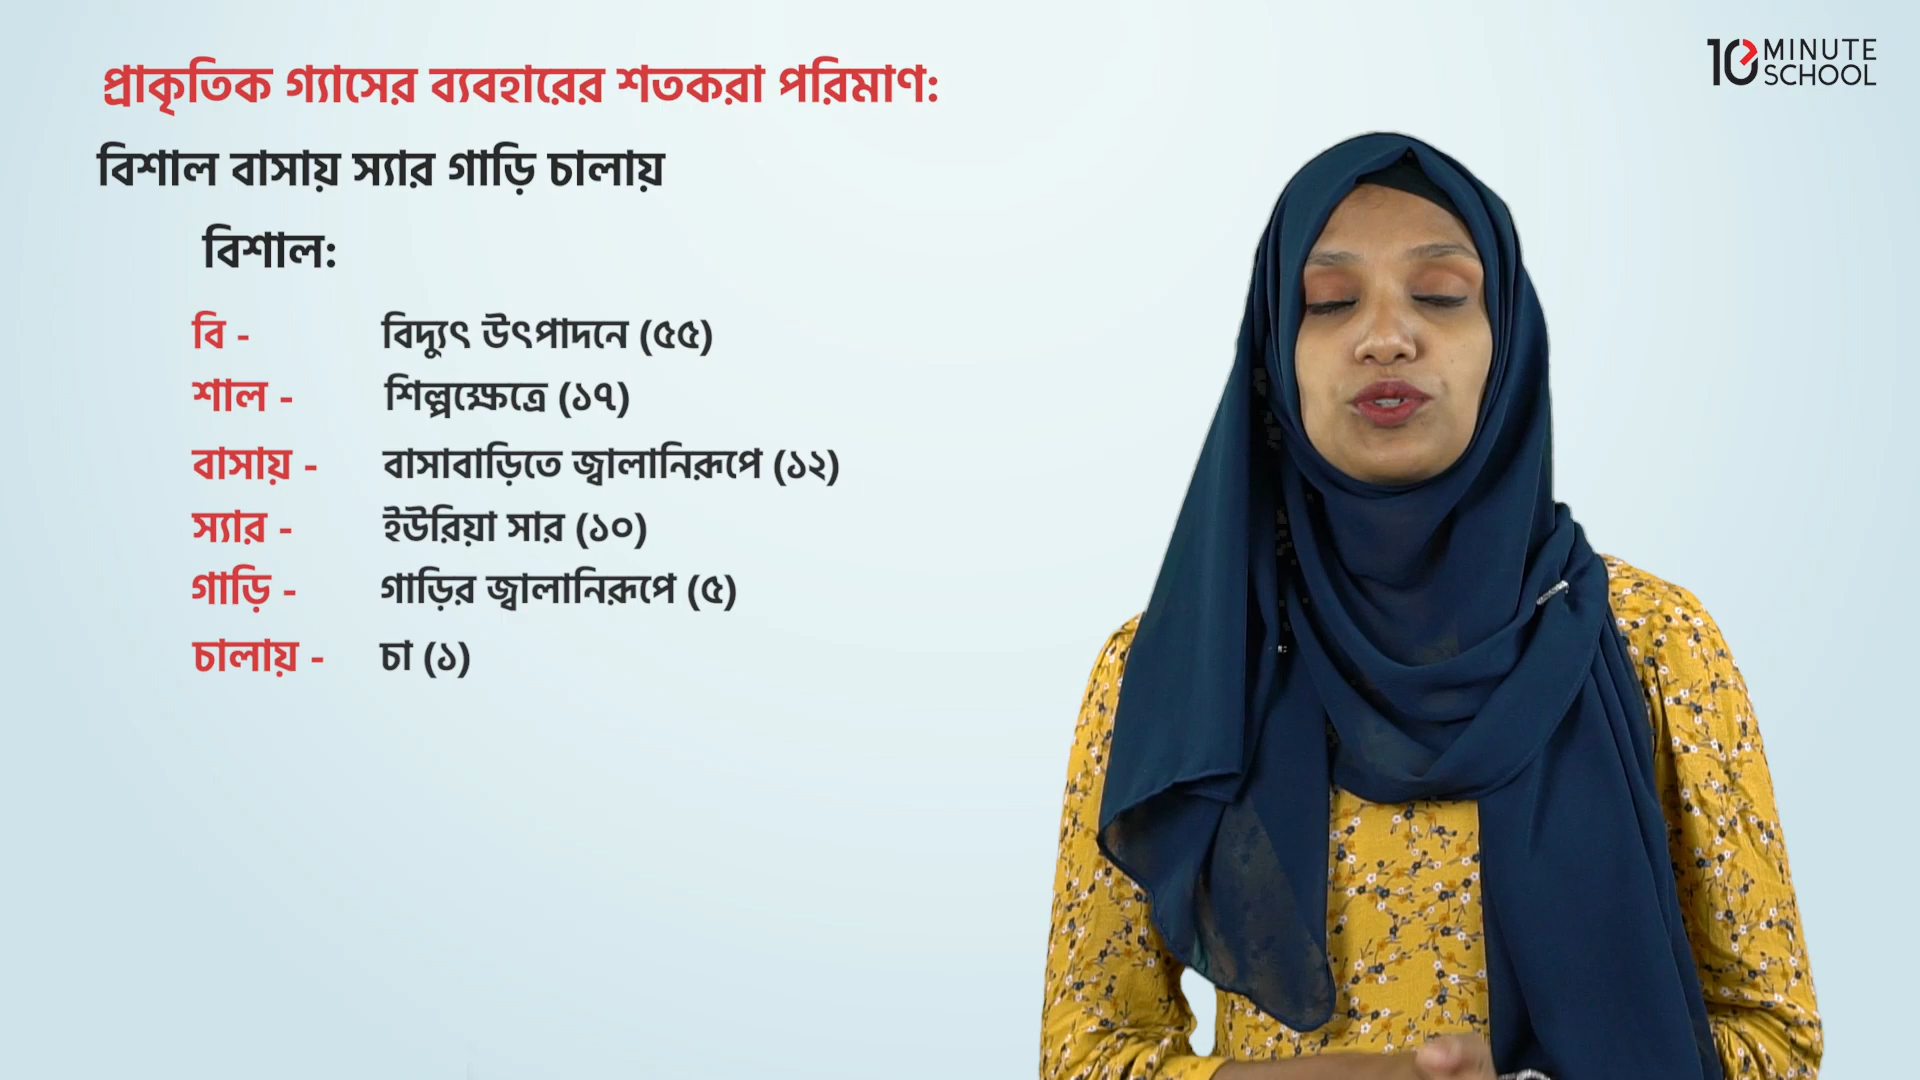 প্রাকৃতিক গ্যাসের ব্যবহারের শতকরা পরিমাণ:
বিশাল বাসায় স্যার গাড়ি চালায়
বিশাল:
বি - বিদ্যুৎ উৎপাদনে (৫৫)
শাল - শিল্পক্ষেত্রে (১৭)
বাসায় - বাসাবাড়িতে জ্বালানিরূপে (১২)
স্যার - ইউরিয়া সার (১০)
গাড়ি - গাড়ির জ্বালানিরূপে (৫)
চালায় - চা (১)
10 MINUTE
SCHOOL